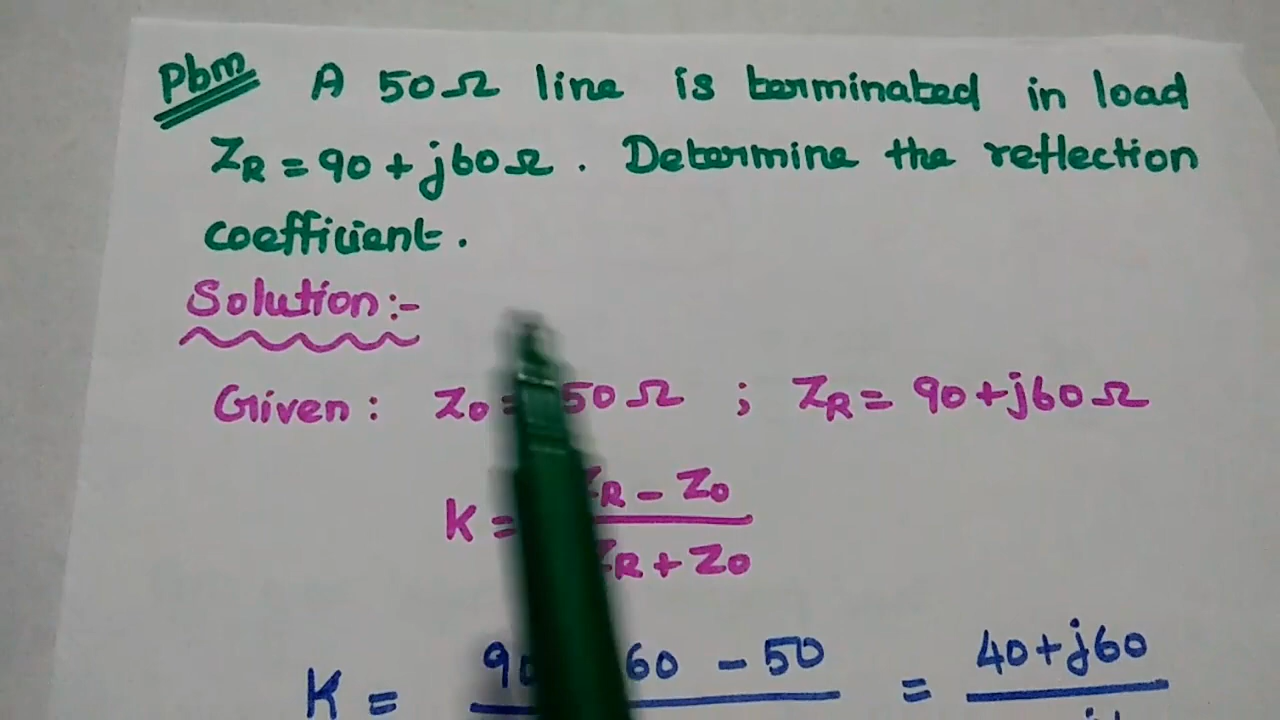 Pbm A 50Ω line is terminated in load
ZR = 90 + j60Ω. Determine the reflection
coefficient.
Solution:-
Given: Z0 = 50Ω ; ZR = 90+j60Ω
K = R - Z0
R + Z0
K = 90 60 - 50 = 40+j60